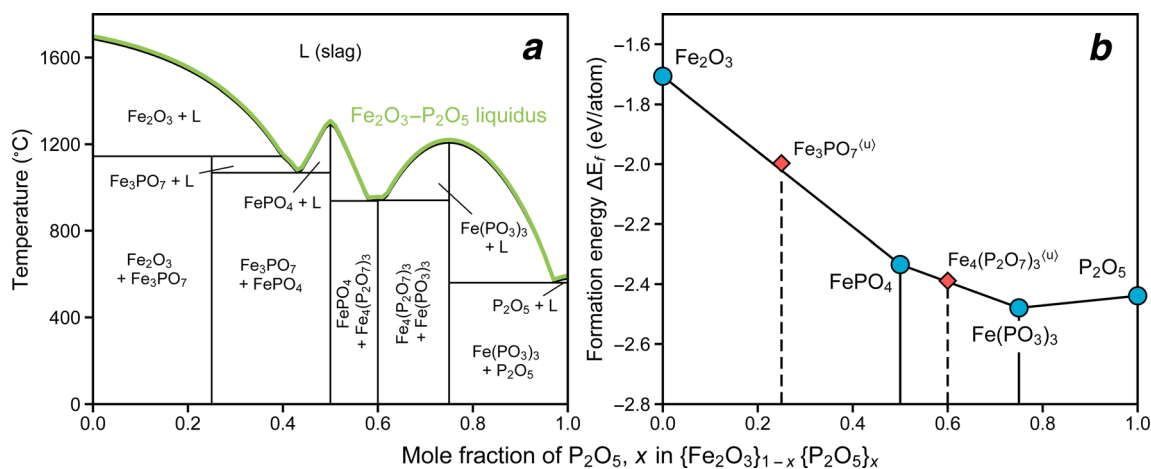 a
L (slag)
Fe₂O₃–P₂O₅ liquidus
Fe₂O₃ + L
Fe₃PO₇ + L
FePO₄ + L
Fe(PO₃)₃
+ L
P₂O₅ + L
Fe₂O₃
+ Fe₃PO₇
Fe₃PO₇
+ FePO₄
FePO₄
+ Fe₄(P₂O₇)₃
Fe₄(P₂O₇)₃
+ Fe(PO₃)₃
Fe(PO₃)₃
+ P₂O₅
Temperature (°C)
1600
1200
800
400
0
0.0 0.2 0.4 0.6 0.8 1.0
b
Fe₂O₃
Fe₃PO₇⁽ᵘ⁾
FePO₄
Fe₄(P₂O₇)₃⁽ᵘ⁾
Fe(PO₃)₃
P₂O₅
Formation energy ΔE_f (eV/atom)
−1.6
−1.8
−2.0
−2.2
−2.4
−2.6
−2.8
0.0 0.2 0.4 0.6 0.8 1.0
Mole fraction of P₂O₅, x in {Fe₂O₃}₁₋ₓ{P₂O₅}ₓ